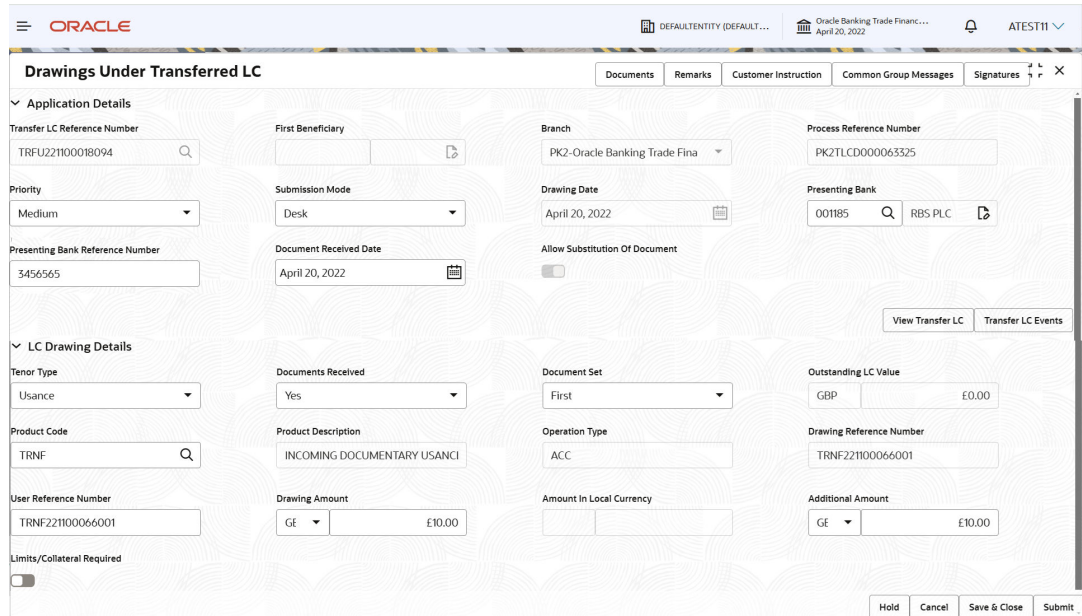 ORACLE
DEFAULTENTITY (DEFAULT...
Oracle Banking Trade Financ...
April 20, 2022
ATEST11
Drawings Under Transferred LC
Documents
Remarks
Customer Instruction
Common Group Messages
Signatures
Application Details
Transfer LC Reference Number
First Beneficiary
Branch
Process Reference Number
TRFU221100018094
PK2-Oracle Banking Trade Fina
PK2TLCD000063325
Priority
Submission Mode
Drawing Date
Presenting Bank
Medium
Desk
April 20, 2022
001185
RBS PLC
Presenting Bank Reference Number
Document Received Date
Allow Substitution Of Document
3456565
April 20, 2022
View Transfer LC
Transfer LC Events
LC Drawing Details
Tenor Type
Documents Received
Document Set
Outstanding LC Value
Usance
Yes
First
GBP
£0.00
Product Code
Product Description
Operation Type
Drawing Reference Number
TRNF
INCOMING DOCUMENTARY USANCI
ACC
TRNF221100066001
User Reference Number
Drawing Amount
Amount In Local Currency
Additional Amount
TRNF221100066001
GE
£10.00
GE
£10.00
Limits/Collateral Required
Hold
Cancel
Save & Close
Submit